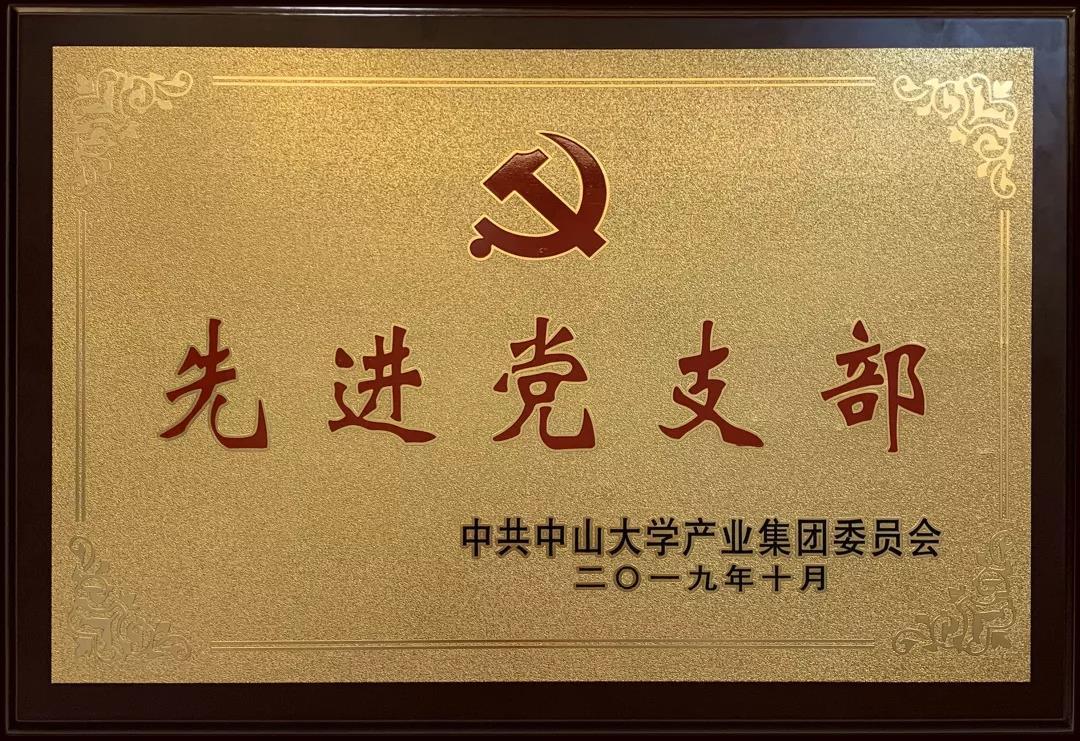 先进党支部
中共中山大学产业集团委员会
二〇一九年十月